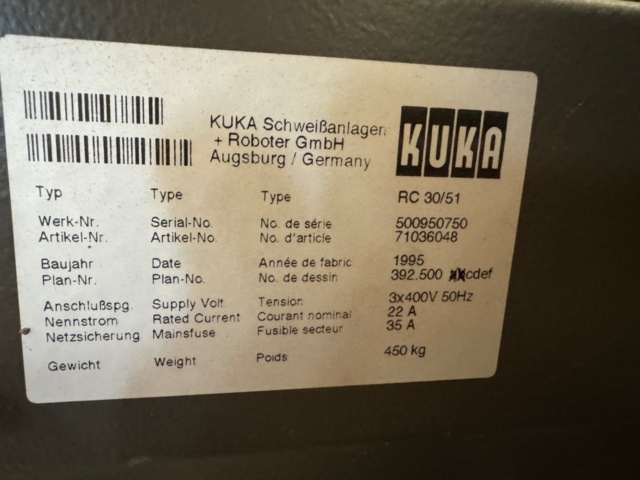 KUKA Schweißanlagen
+ Roboter GmbH
Augsburg / Germany
KUKA
Typ Type Type RC 30/51
Werk-Nr. Serial-No. No. de série 500950750
Artikel-Nr. Artikel-No. No. d'article 71036048
Baujahr Date Année de fabric 1995
Plan-Nr. Plan-No. No. de dessin 392.500 cdef
Anschlußspg. Supply Volt. Tension 3x400V 50Hz
Nennstrom Rated Current Courant nominal 22 A
Netzsicherung Mainsfuse Fusible secteur 35 A
Gewicht Weight Poids 450 kg